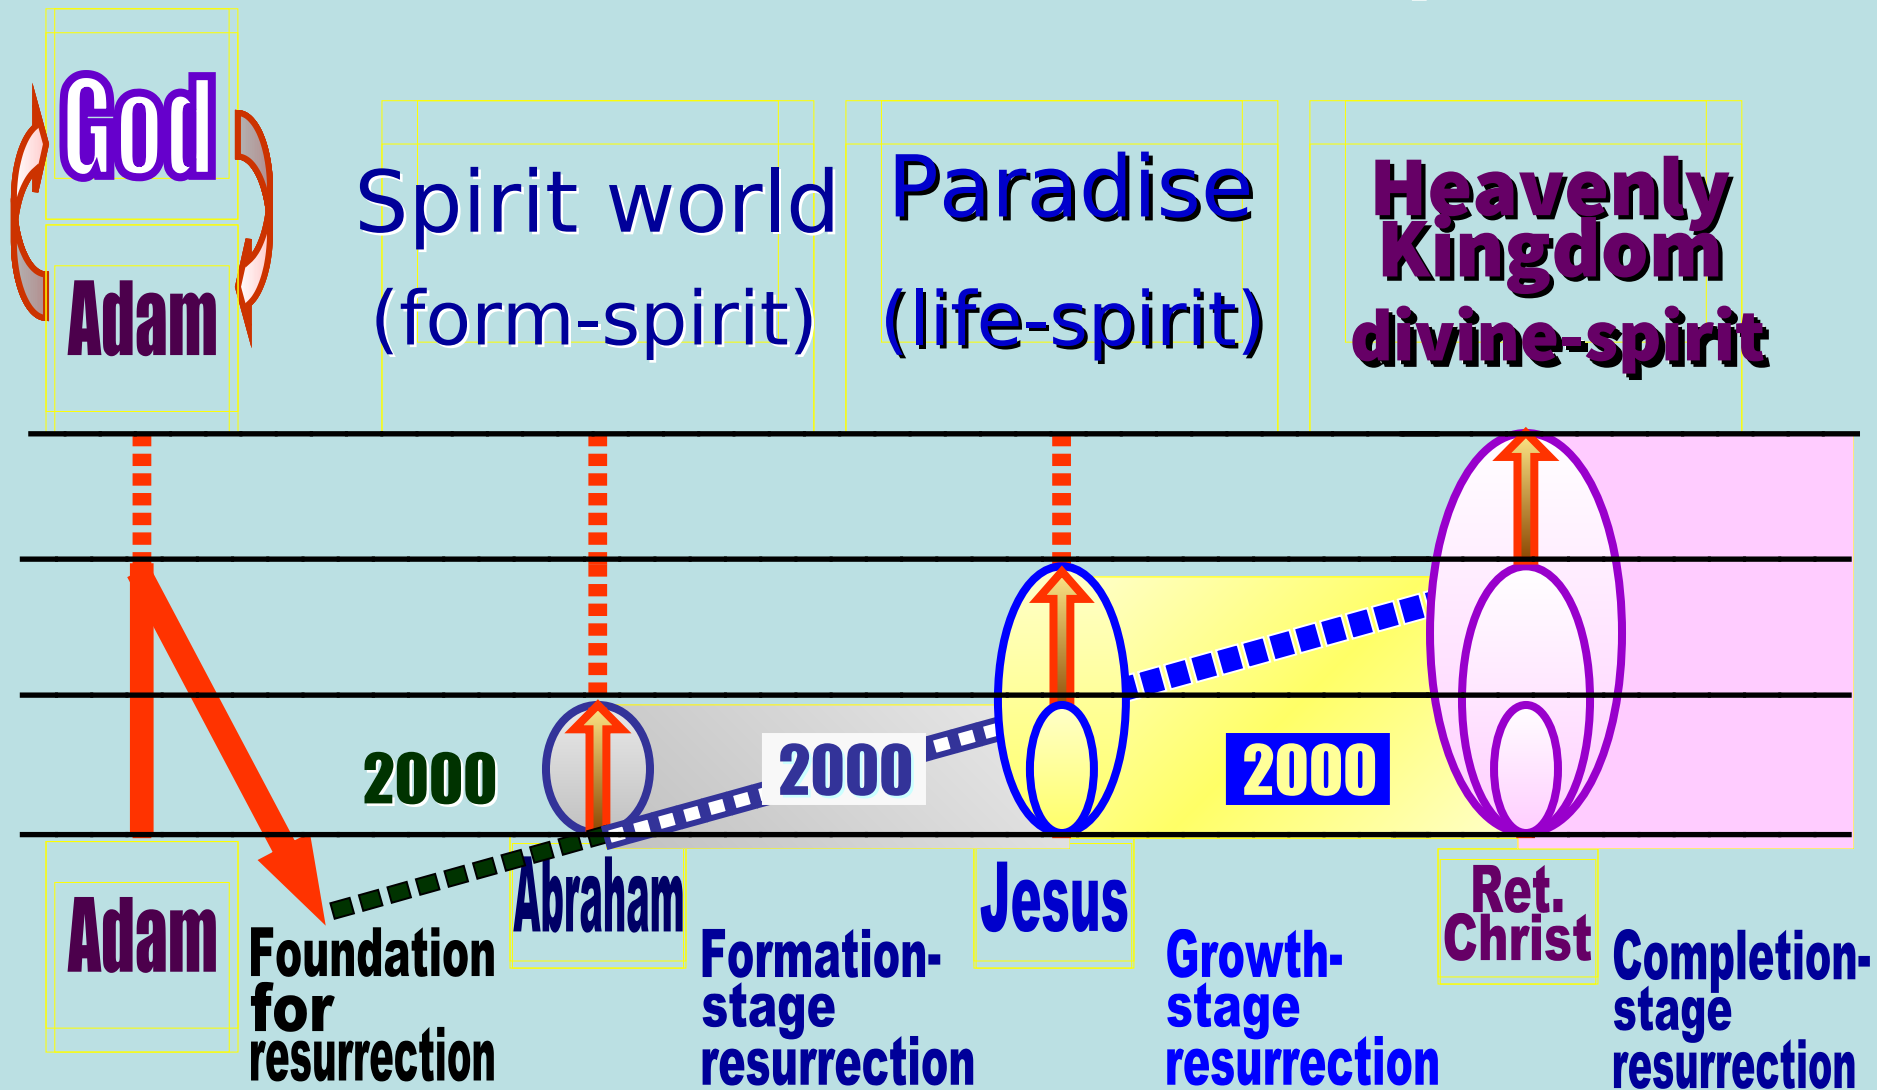 God
Adam
Spirit world
(form-spirit)
Paradise
(life-spirit)
Heavenly
Kingdom
divine-spirit
2000
2000
2000
Adam
Foundation
for
resurrection
Abraham
Formation-
stage
resurrection
Jesus
Growth-
stage
resurrection
Ret.
Christ
Completion-
stage
resurrection